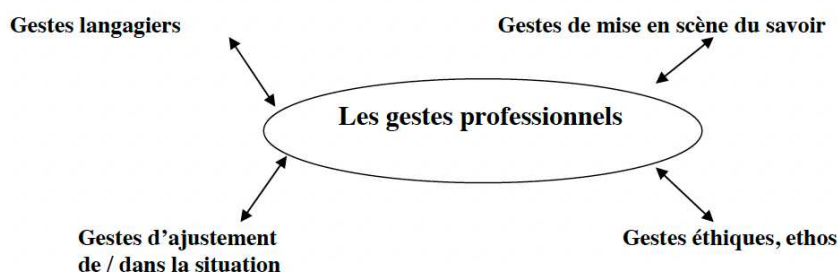 Gestes langagiers
Gestes de mise en scène du savoir
Les gestes professionnels
Gestes d'ajustement
de / dans la situation
Gestes éthiques, ethos